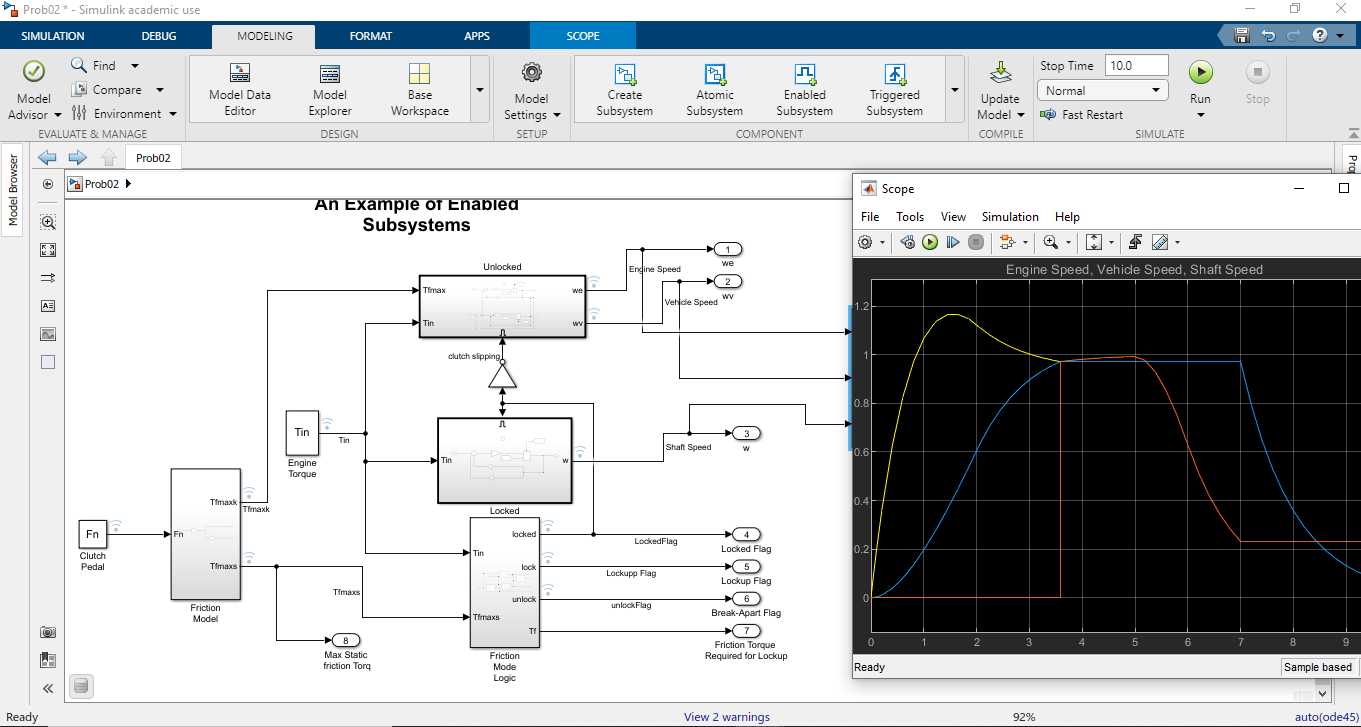 Prob02 * - Simulink academic use
SIMULATION
DEBUG
MODELING
FORMAT
APPS
SCOPE
Model
Advisor
Find
Compare
Environment
EVALUATE & MANAGE
Model Data
Editor
Model
Explorer
Base
Workspace
DESIGN
Model
Settings
SETUP
Create
Subsystem
Atomic
Subsystem
Enabled
Subsystem
Triggered
Subsystem
COMPONENT
Update
Model
COMPILE
Stop Time
10.0
Normal
Fast Restart
Run
Stop
SIMULATE
Model Browser
Prob02
Prob02
An Example of Enabled
Subsystems
Unlocked
Tfmax
Tin
we
wv
Engine Speed
1
we
2
wv
Vehicle Speed
clutch slipping
Tin
Tin
Engine
Torque
Tin
w
Locked
Shaft Speed
3
w
Fn
Clutch
Pedal
Fn
Tfmaxk
Tfmaxs
Friction
Model
Tfmaxk
Tfmaxs
8
Max Static
friction Torq
Tin
Tfmaxs
locked
lock
unlock
Tf
Friction
Mode
Logic
LockedFlag
4
Locked Flag
Lockupp Flag
5
Lockup Flag
unlockFlag
6
Break-Apart Flag
7
Friction Torque
Required for Lockup
Scope
File
Tools
View
Simulation
Help
Engine Speed, Vehicle Speed, Shaft Speed
1.2
1
0.8
0.6
0.4
0.2
0
0
1
2
3
4
5
6
7
8
9
Ready
Sample based
Ready
View 2 warnings
92%
auto(ode45)